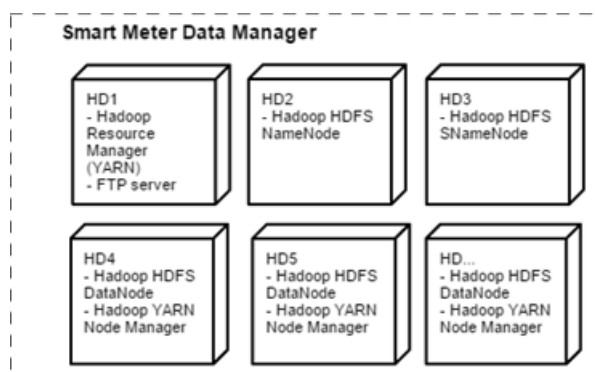 Smart Meter Data Manager
HD1
- Hadoop
Resource
Manager
(YARN)
- FTP server
HD2
- Hadoop HDFS
NameNode
HD3
- Hadoop HDFS
SNameNode
HD4
- Hadoop HDFS
DataNode
- Hadoop YARN
Node Manager
HD5
- Hadoop HDFS
DataNode
- Hadoop YARN
Node Manager
HD...
- Hadoop HDFS
DataNode
- Hadoop YARN
Node Manager